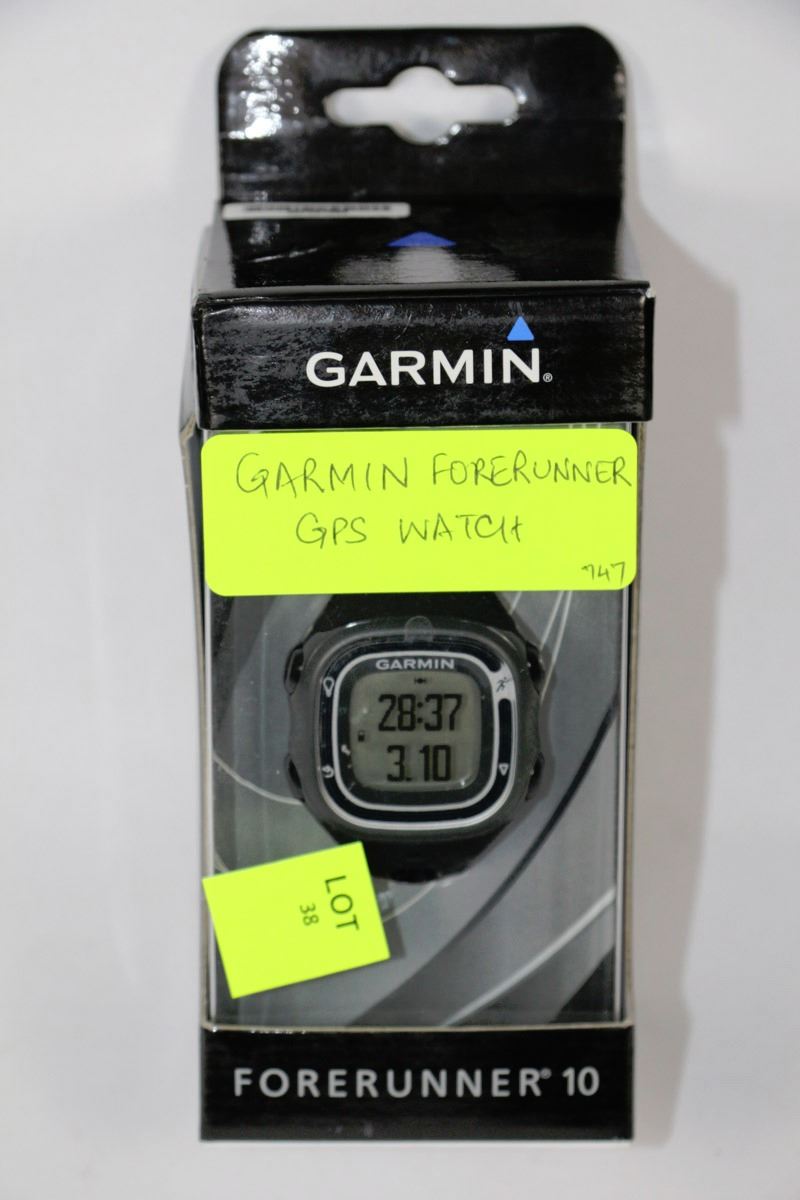 GARMIN®
GARMIN FORERUNNER
GPS WATCH
747
GARMIN
28:37
3.10
LOT
38
FORERUNNER® 10